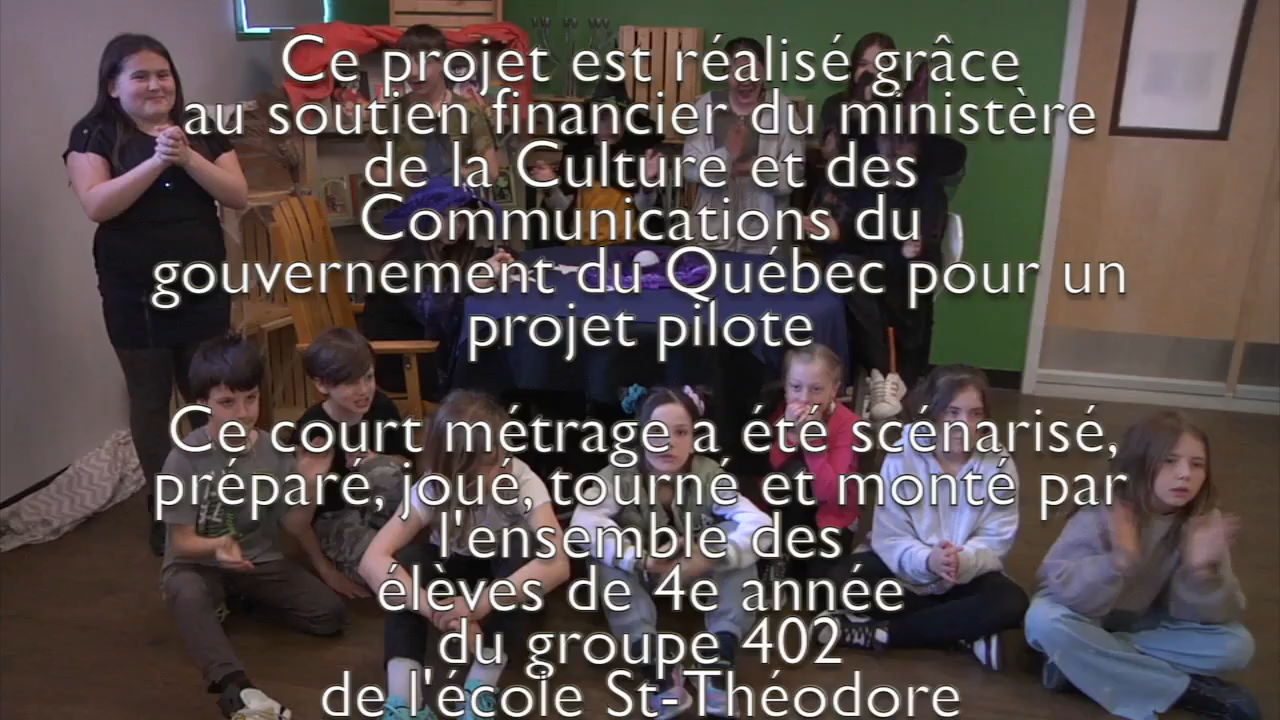 Ce projet est réalisé grâce
au soutien financier du ministère
de la Culture et des
Communications du
gouvernement du Québec pour un
projet pilote
Ce court métrage a été scénarisé,
préparé, joué, tourné et monté par
l'ensemble des
élèves de 4e année
du groupe 402
de l'école St-Théodore